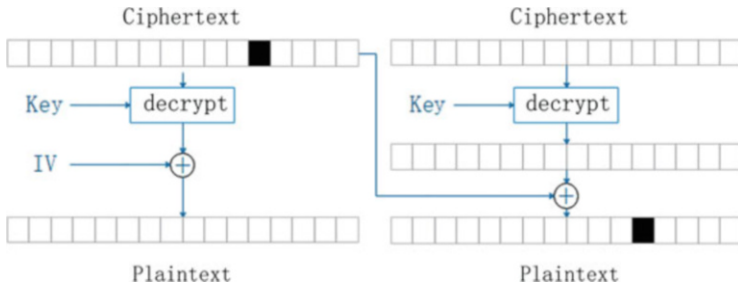 Ciphertext
Ciphertext
Key
decrypt
Key
decrypt
IV
Plaintext
Plaintext